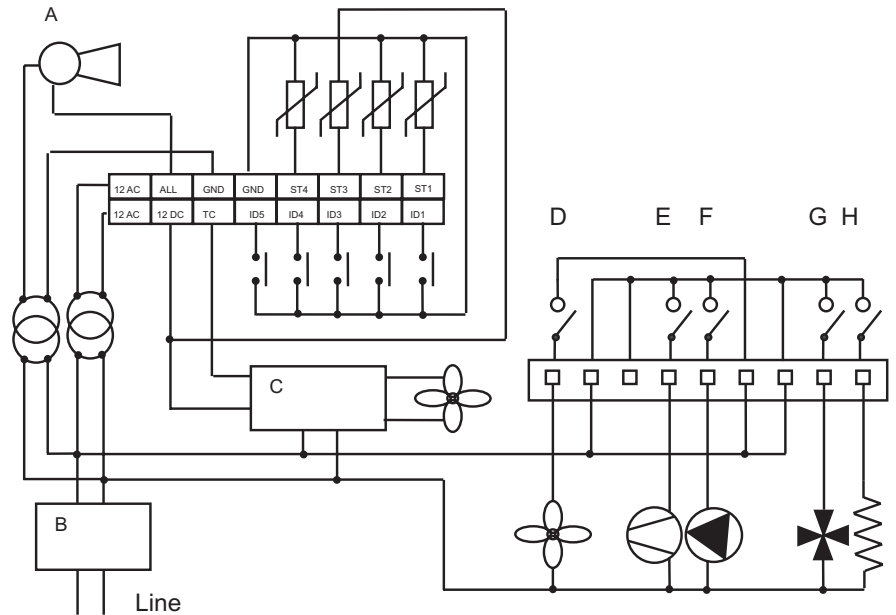 A
12 AC ALL GND GND ST4 ST3 ST2 ST1
12 AC 12 DC TC ID5 ID4 ID3 ID2 ID1
D E F G H
C
B
Line